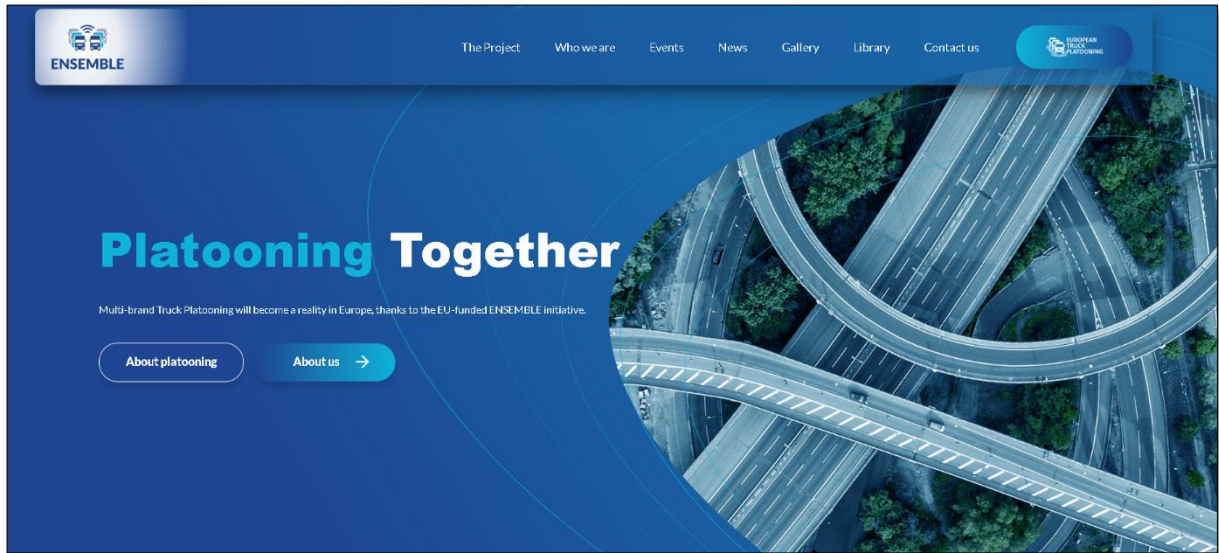 ENSEMBLE
The Project Who we are Events News Gallery Library Contact us
EUROPEAN
TRUCK
PLATOONING
Platooning Together
Multi-brand Truck Platooning will become a reality in Europe, thanks to the EU-funded ENSEMBLE initiative.
About platooning About us →